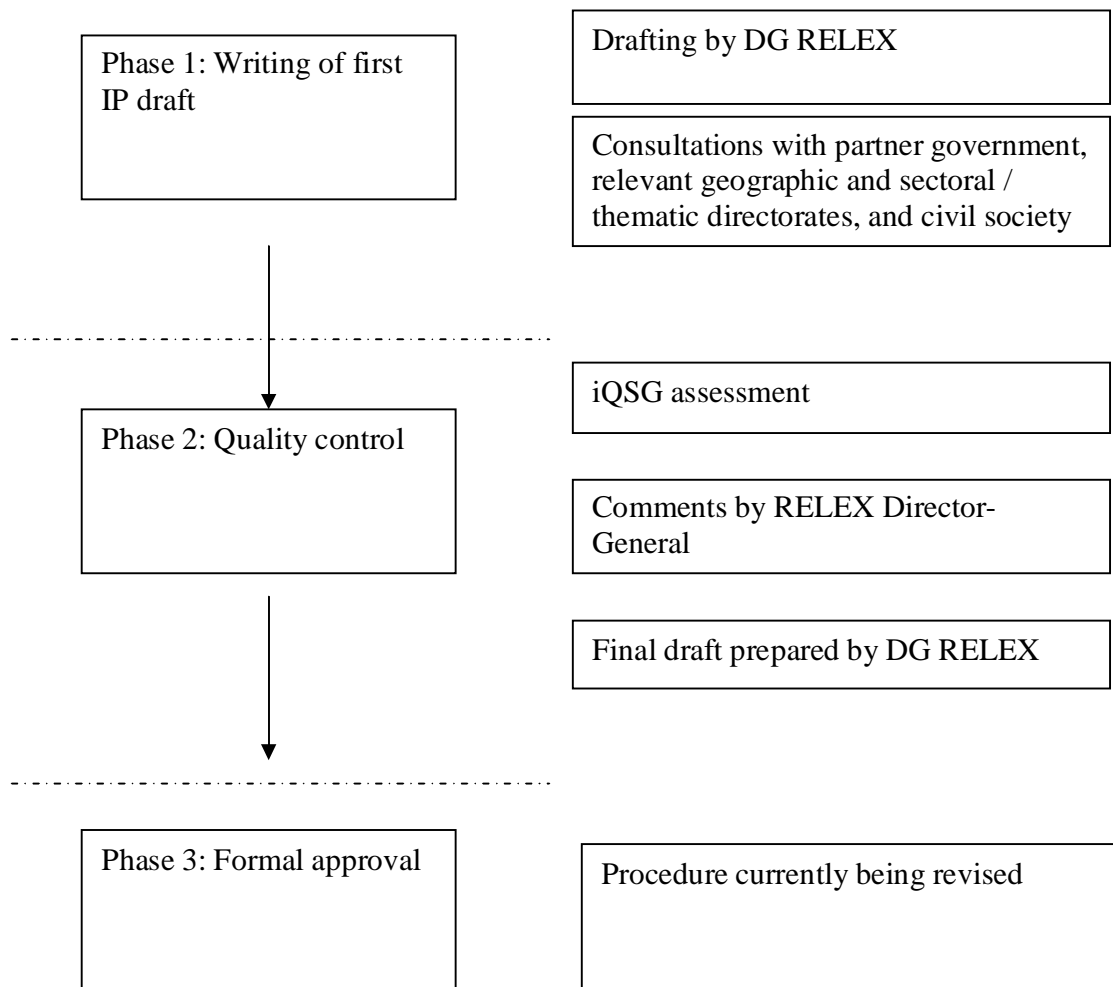 Phase 1: Writing of first
IP draft
Drafting by DG RELEX
Consultations with partner government,
relevant geographic and sectoral /
thematic directorates, and civil society
Phase 2: Quality control
iQSG assessment
Comments by RELEX Director-
General
Final draft prepared by DG RELEX
Phase 3: Formal approval
Procedure currently being revised